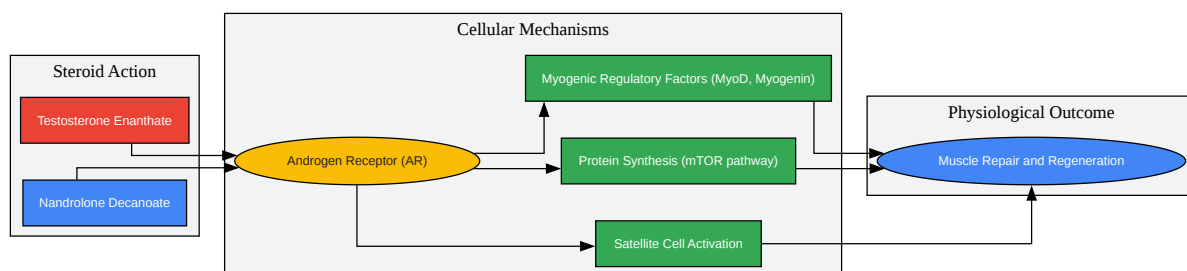 Steroid Action
Testosterone Enanthate
Nandrolone Decanoate
Cellular Mechanisms
Androgen Receptor (AR)
Myogenic Regulatory Factors (MyoD, Myogenin)
Protein Synthesis (mTOR pathway)
Satellite Cell Activation
Physiological Outcome
Muscle Repair and Regeneration